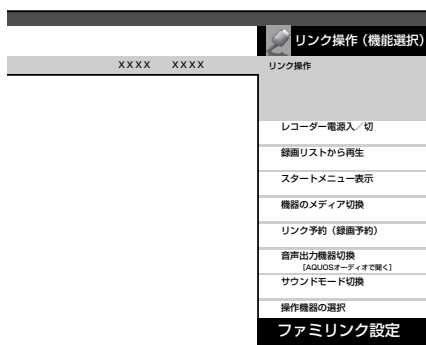 リンク操作（機能選択）
XXXX XXXX
リンク操作
レコーダー電源入／切
録画リストから再生
スタートメニュー表示
機器のメディア切換
リンク予約（録画予約）
音声出力機器切換
［AQUOSオーディオで聞く］
サウンドモード切換
操作機器の選択
ファミリンク設定